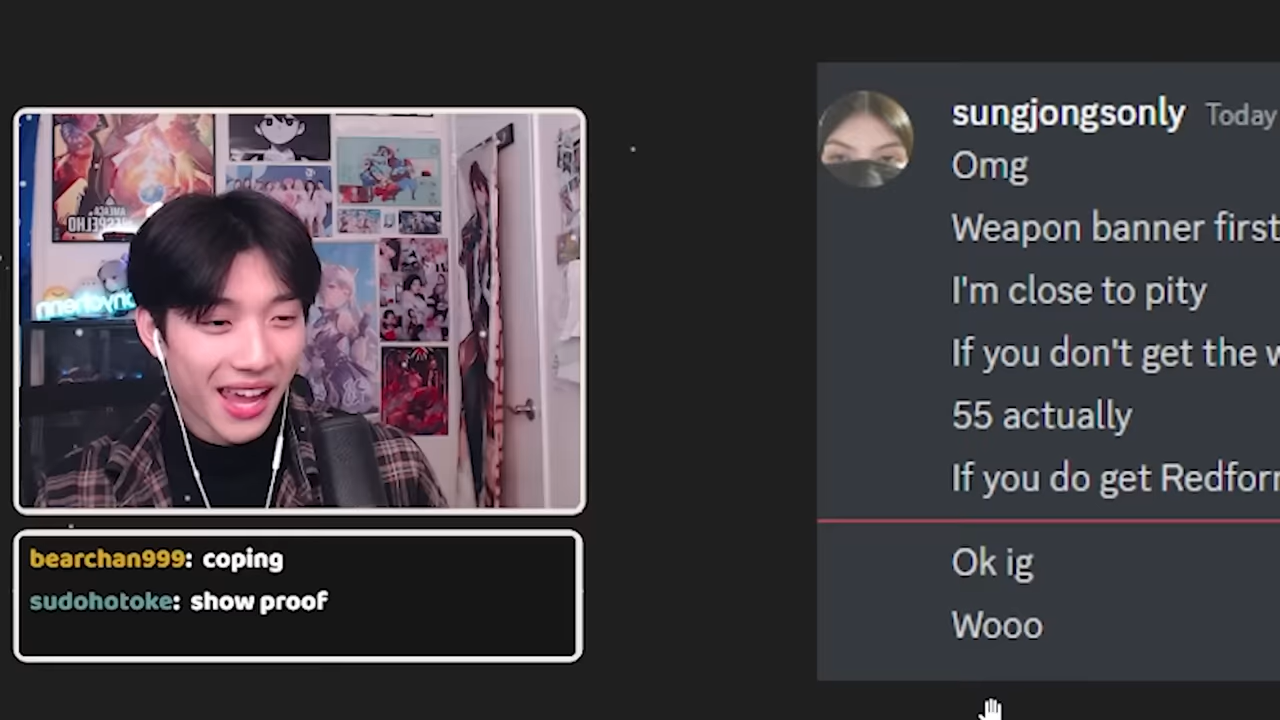 sungjongsonly Today
Omg
Weapon banner first
I'm close to pity
If you don't get the w
55 actually
If you do get Redfor
Ok ig
Wooo
bearchan999: coping
sudohotoke: show proof